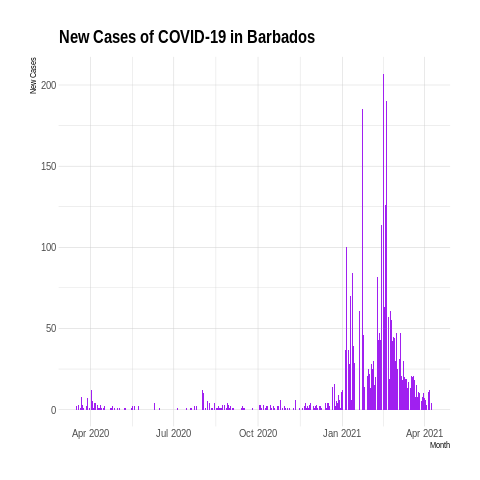 New Cases of COVID-19 in Barbados
New Cases
200
150
100
50
0
Apr 2020 Jul 2020 Oct 2020 Jan 2021 Apr 2021
Month